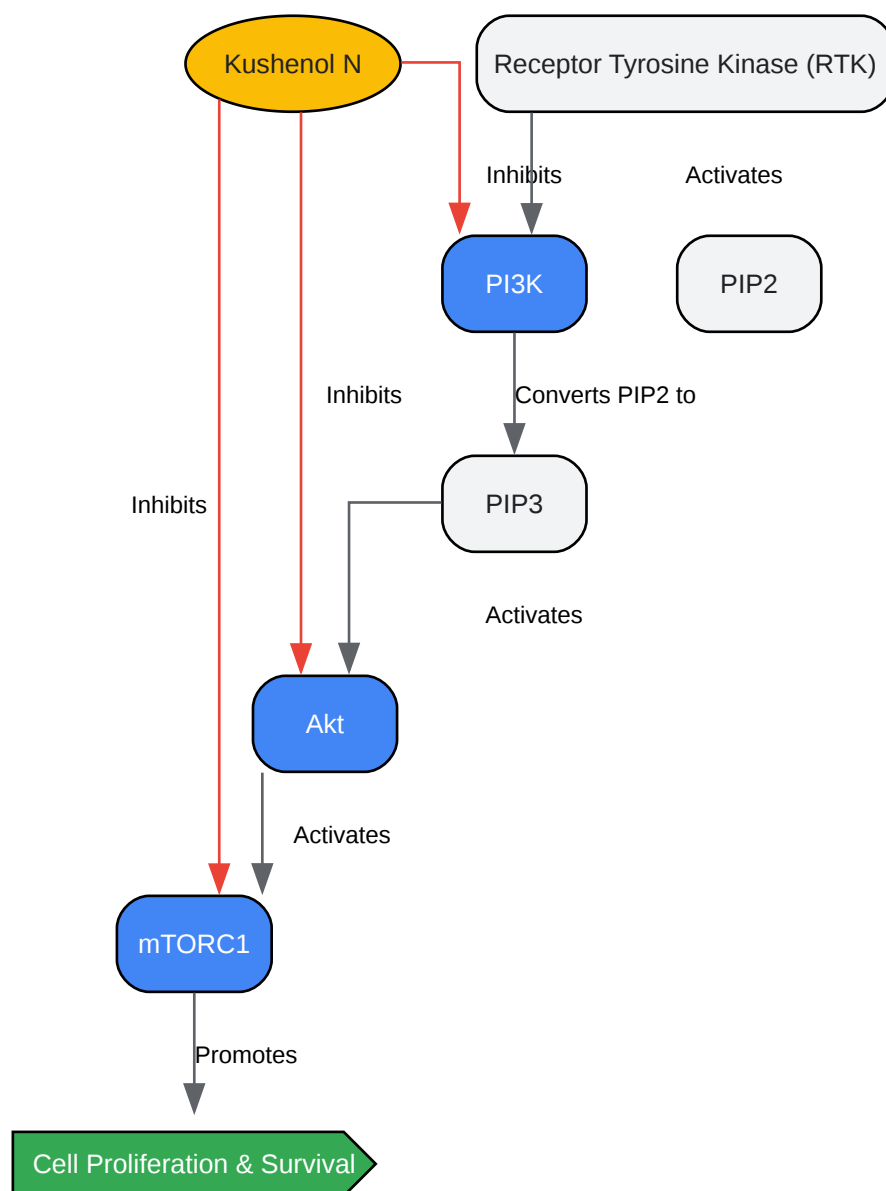 Kushenol N
Receptor Tyrosine Kinase (RTK)
Inhibits
Activates
PI3K
PIP2
Inhibits
Converts PIP2 to
Inhibits
PIP3
Activates
Akt
Activates
mTORC1
Promotes
Cell Proliferation & Survival